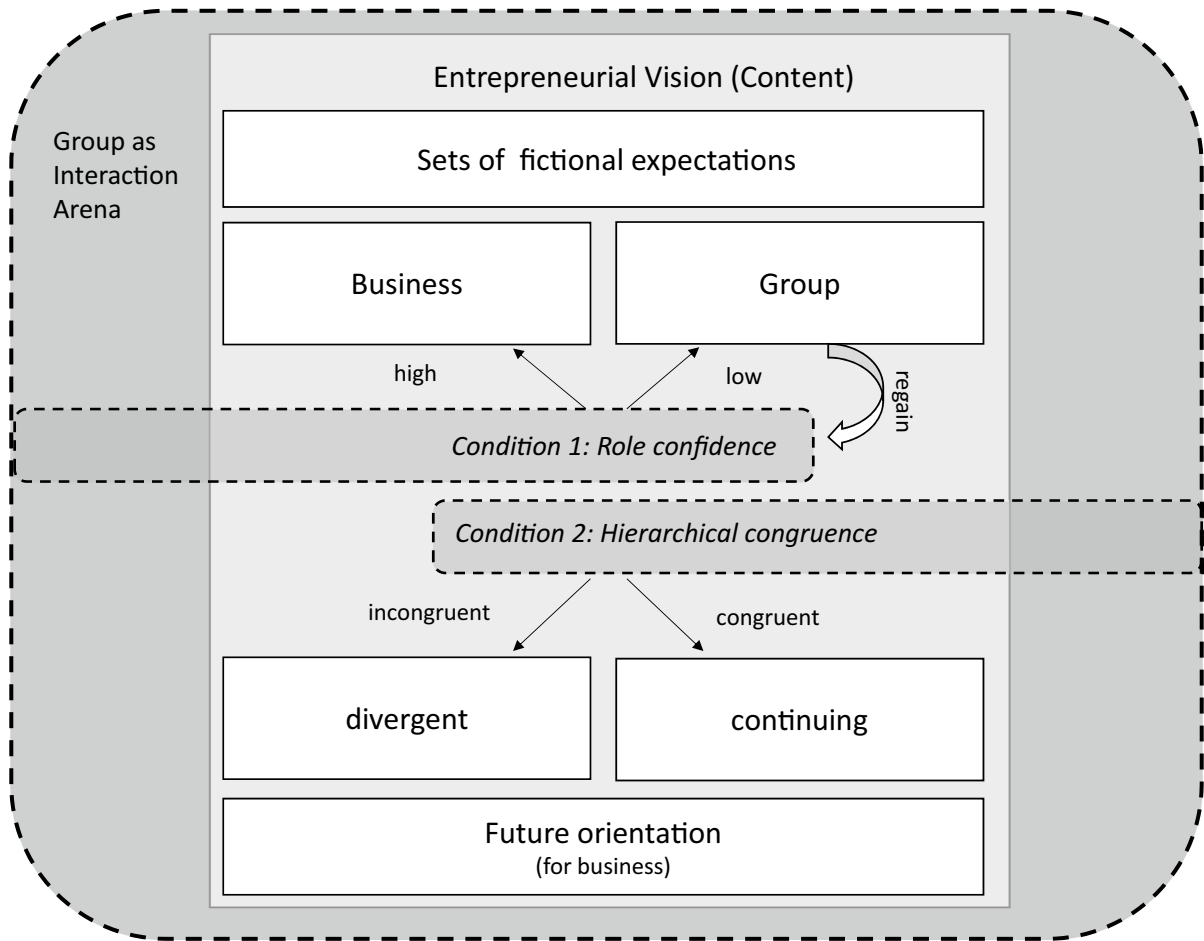 Entrepreneurial Vision (Content)
Group as
Interaction
Arena
Sets of fictional expectations
Business
Group
high
low
regain
Condition 1: Role confidence
Condition 2: Hierarchical congruence
incongruent
congruent
divergent
continuing
Future orientation
(for business)